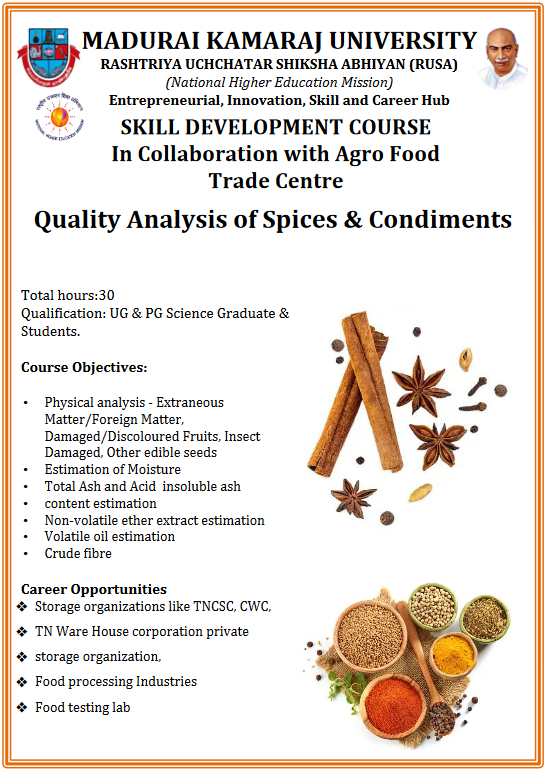 MADURAI KAMARAJ UNIVERSITY
RASHTRIYA UCHCHATAR SHIKSHA ABHIYAN (RUSA)
(National Higher Education Mission)
Entrepreneurial, Innovation, Skill and Career Hub
SKILL DEVELOPMENT COURSE
In Collaboration with Agro Food
Trade Centre
Quality Analysis of Spices & Condiments
Total hours:30
Qualification: UG & PG Science Graduate &
Students.
Course Objectives:
• Physical analysis - Extraneous
Matter/Foreign Matter,
Damaged/Discoloured Fruits, Insect
Damaged, Other edible seeds
• Estimation of Moisture
• Total Ash and Acid insoluble ash
• content estimation
• Non-volatile ether extract estimation
• Volatile oil estimation
• Crude fibre
Career Opportunities
❖ Storage organizations like TNCSC, CWC,
❖ TN Ware House corporation private
❖ storage organization,
❖ Food processing Industries
❖ Food testing lab